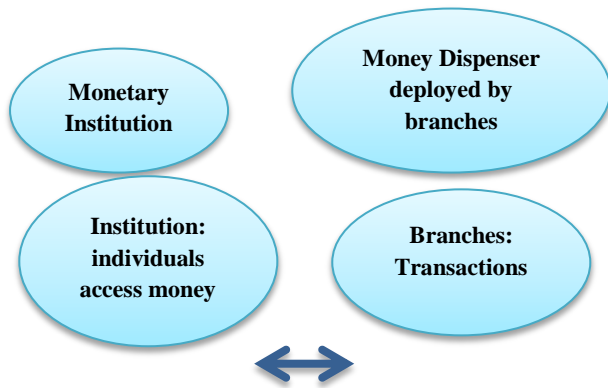 Monetary
Institution
Money Dispenser
deployed by
branches
Institution:
individuals
access money
Branches:
Transactions